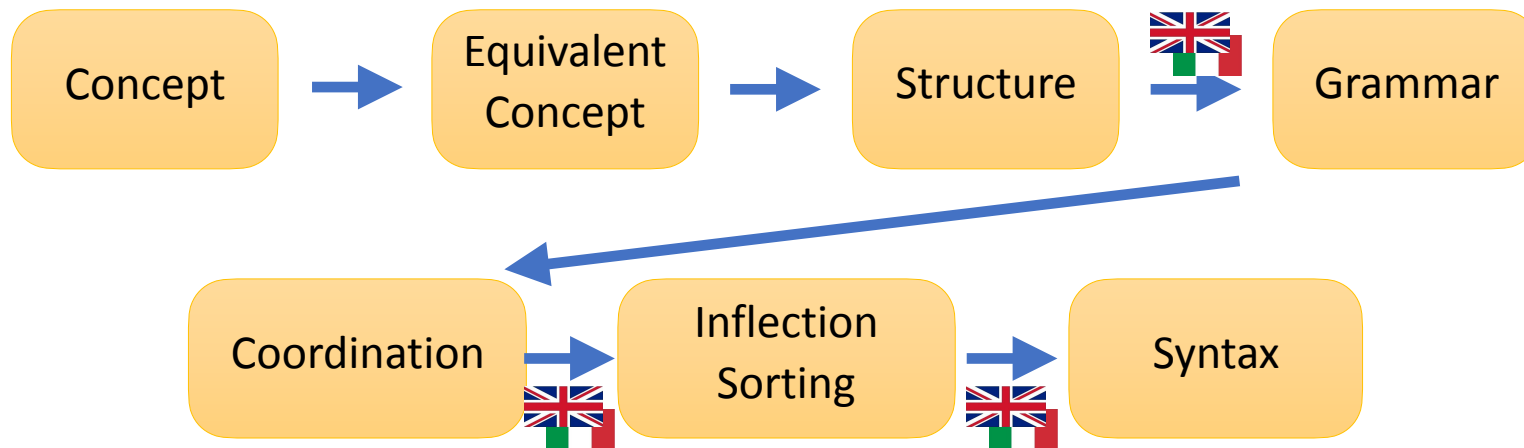 Concept
Equivalent
Concept
Structure
Grammar
Coordination
Inflection
Sorting
Syntax